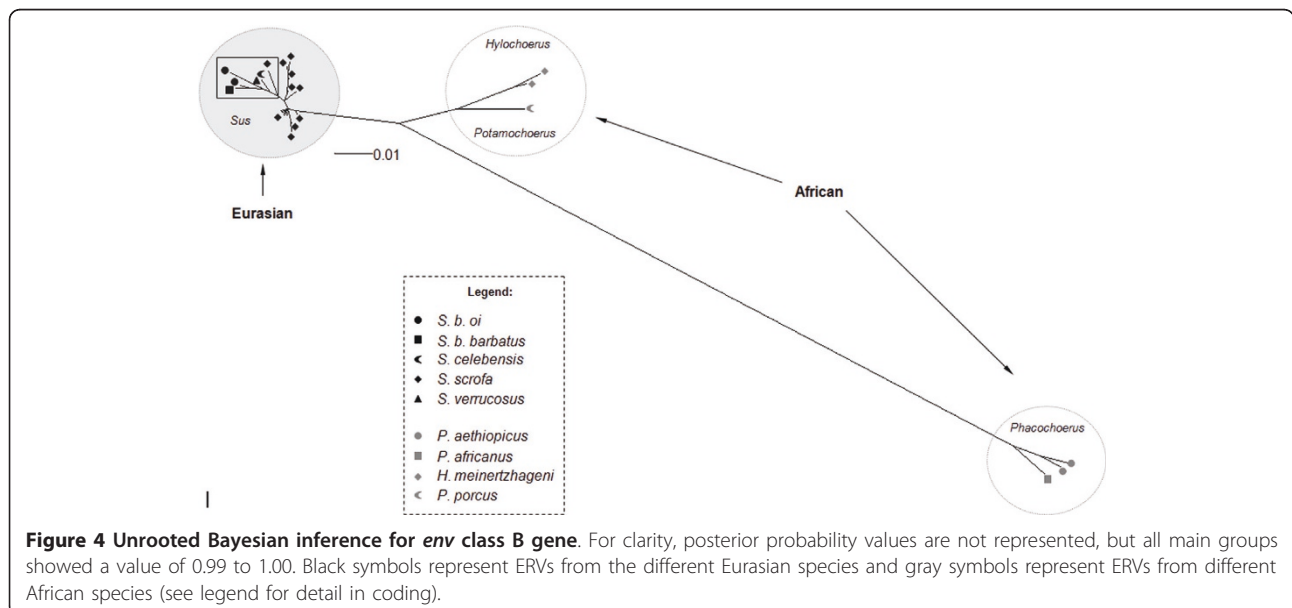 Hylochoerus
Sus
Potamochoerus
0.01
African
Eurasian
Legend:
S. b. oi
S. b. barbatus
S. celebensis
S. scrofa
S. verrucosus
P. aethiopicus
P. africanus
H. meinertzhageni
P. porcus
Phacochoerus
Figure 4 Unrooted Bayesian inference for env class B gene. For clarity, posterior probability values are not represented, but all main groups
showed a value of 0.99 to 1.00. Black symbols represent ERVs from the different Eurasian species and gray symbols represent ERVs from different
African species (see legend for detail in coding).